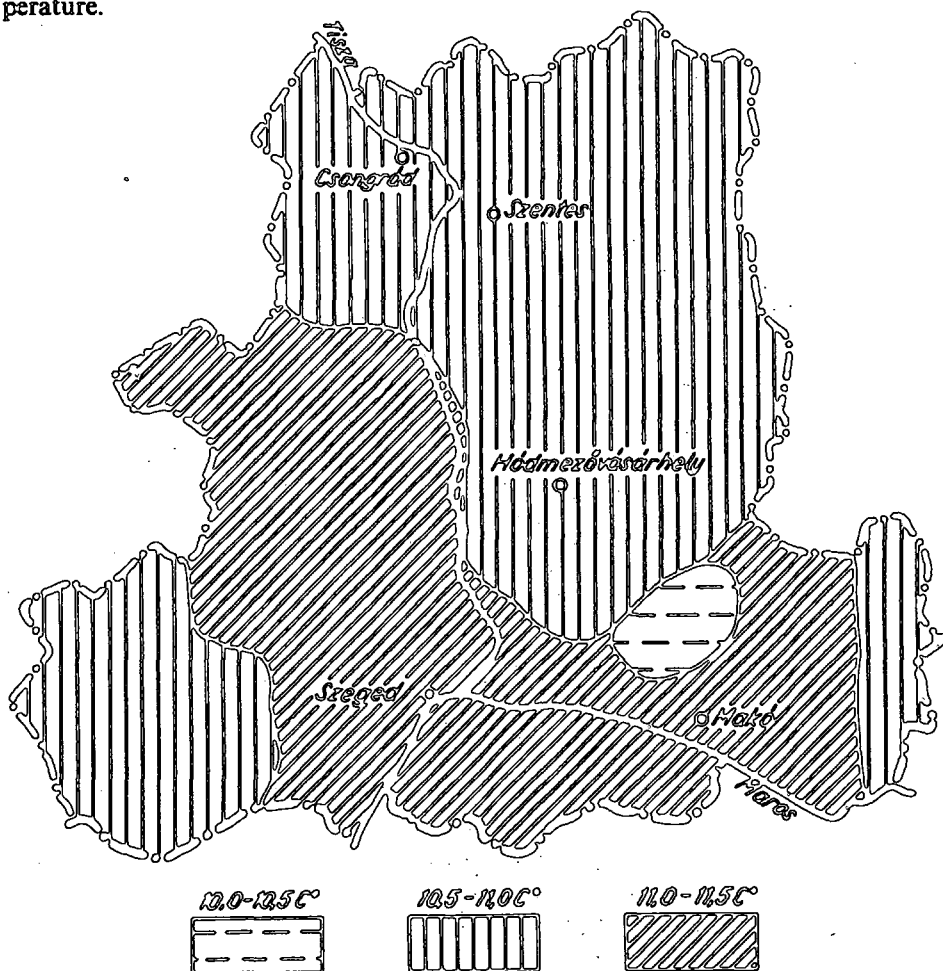 perature.
Tisza
Csongrád
Szentes
Hódmezővásárhely
Szeged
Makó
Maros
10,0-10,5 C°
10,5-11,0 C°
11,0-11,5 C°